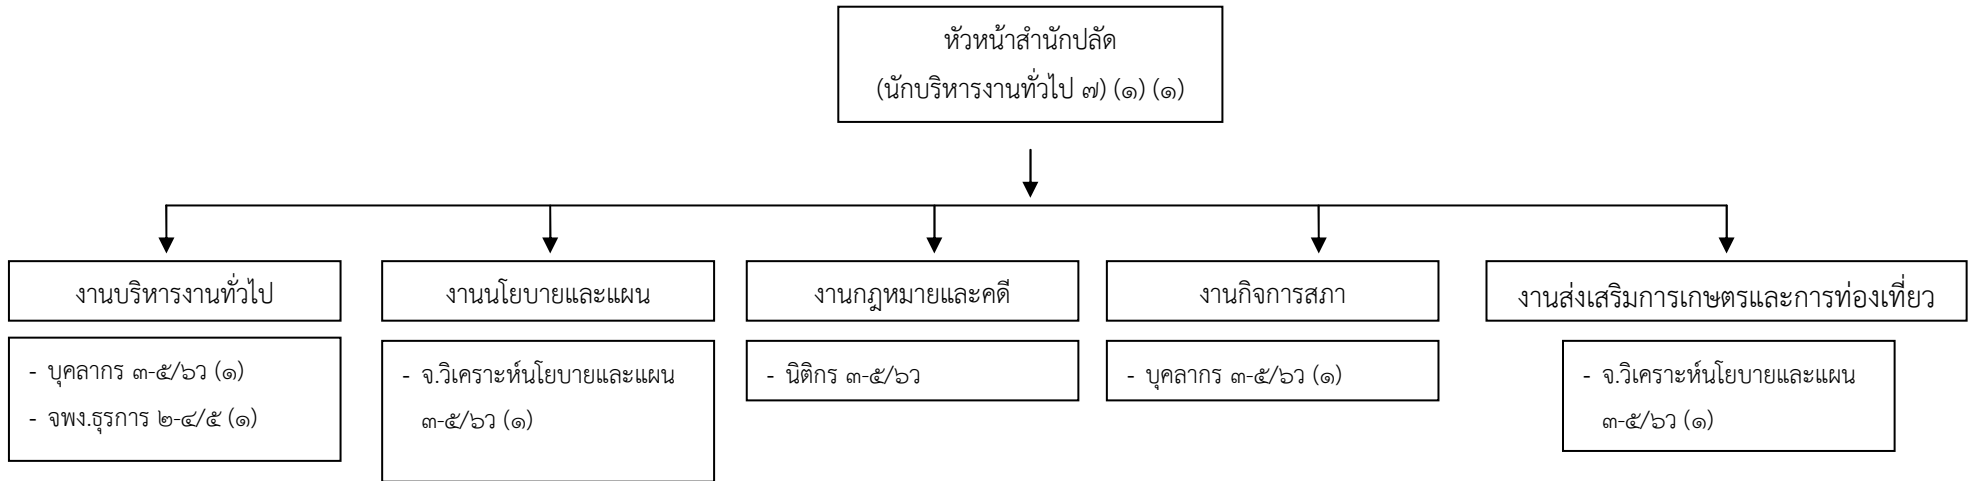 หัวหน้าสำนักปลัด
(นักบริหารงานทั่วไป ๗) (๑) (๑)
งานบริหารงานทั่วไป
- บุคลากร ๓-๕/๖ว (๑)
- จพง.ธุรการ ๒-๔/๕ (๑)
งานนโยบายและแผน
- จ.วิเคราะห์นโยบายและแผน
๓-๕/๖ว (๑)
งานกฎหมายและคดี
- นิติกร ๓-๕/๖ว
งานกิจการสภา
- บุคลากร ๓-๕/๖ว (๑)
งานส่งเสริมการเกษตรและการท่องเที่ยว
- จ.วิเคราะห์นโยบายและแผน
๓-๕/๖ว (๑)